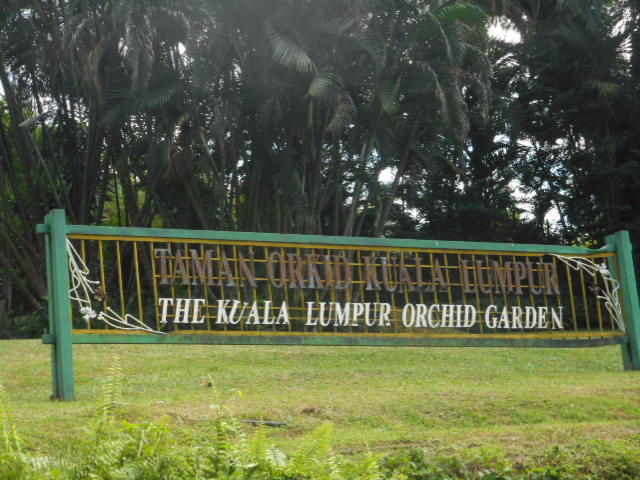 TAMAN ORKID KUALA LUMPUR
THE KUALA LUMPUR ORCHID GARDEN